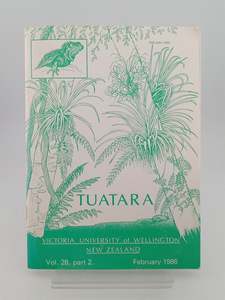 TUATARA
VICTORIA UNIVERSITY of WELLINGTON
NEW ZEALAND
Vol. 28, part 2.
February 1986